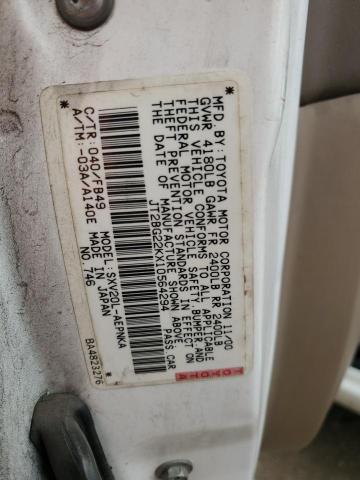 MFD. BY: TOYOTA MOTOR CORPORATION 11/00
GVWR 4180LB GAWR FR 2400LB RR 2400LB
THIS VEHICLE CONFORMS TO ALL APPLICABLE
FEDERAL MOTOR VEHICLE SAFETY, BUMPER, AND
THEFT PREVENTION STANDARDS IN EFFECT ON
THE DATE OF MANUFACTURE SHOWN ABOVE.
* JT2BG22KX10564294 * PASS. CAR
C/TR: 040/FB49 MODEL: SXV20L-AEPNKA
A/TM: -03A/A140E MADE IN JAPAN
NO. 746
BA4823276
TOYOTA